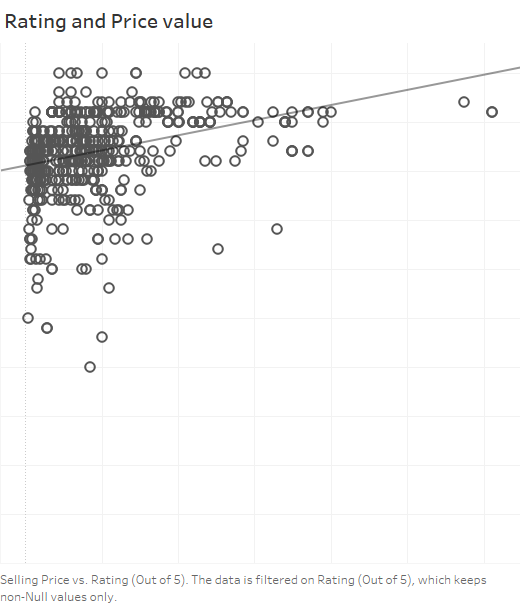 Rating and Price value
Selling Price vs. Rating (Out of 5). The data is filtered on Rating (Out of 5), which keeps
non-Null values only.